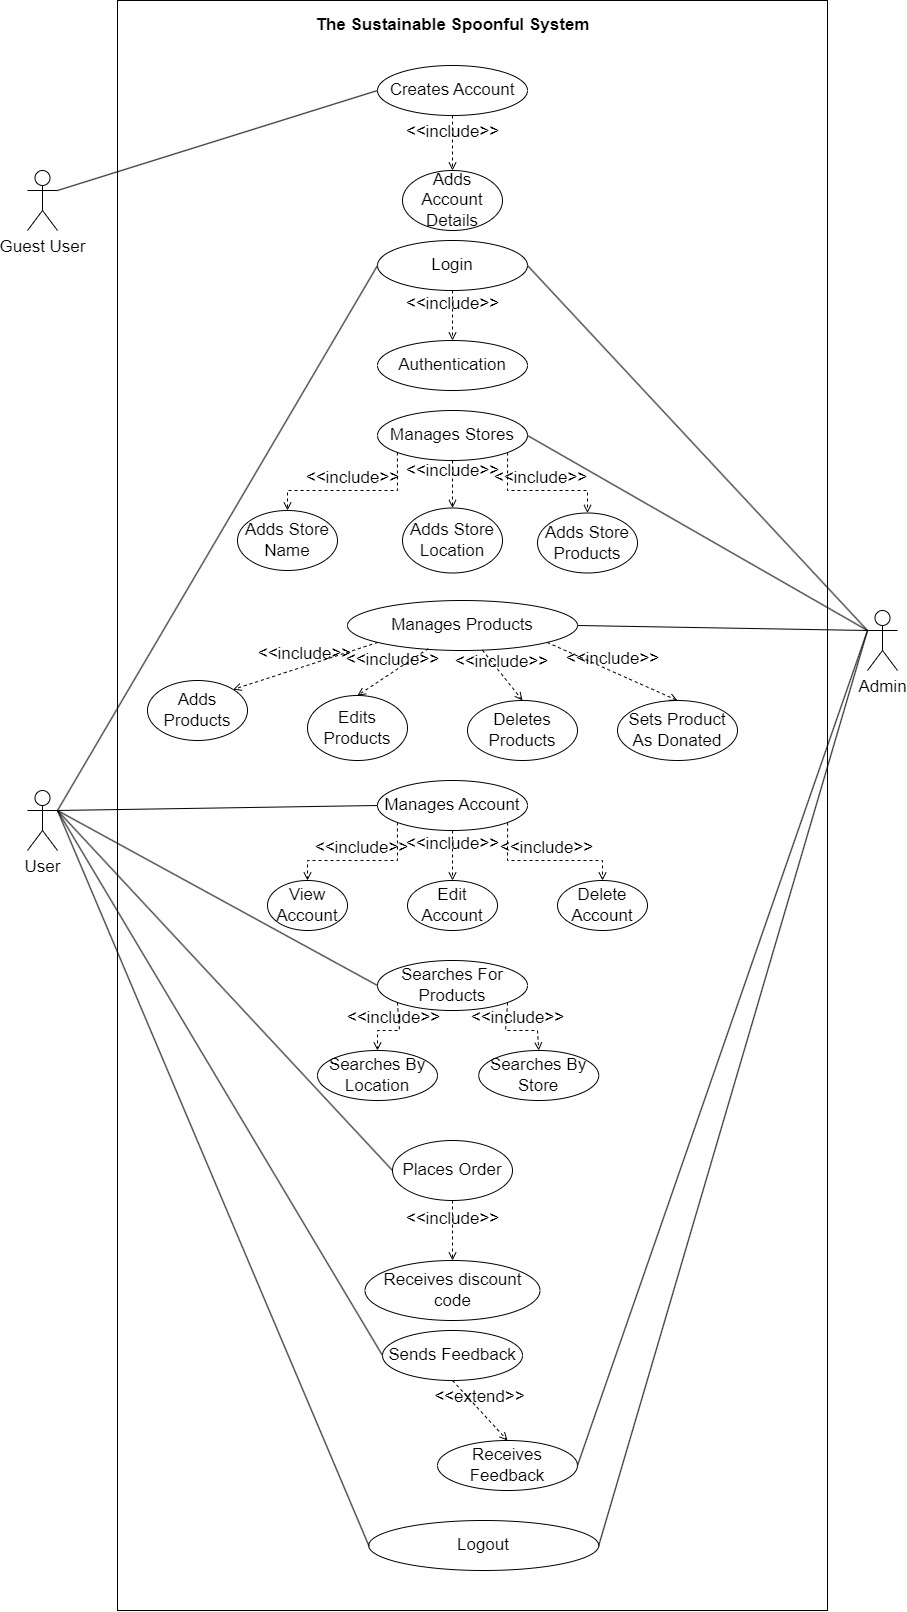 The Sustainable Spoonful System
Creates Account
<<include>>
Adds
Account
Details
Guest User
Login
<<include>>
Authentication
Manages Stores
<<include>>
<<include>>
<<include>>
Adds Store
Name
Adds Store
Location
Adds Store
Products
Manages Products
<<include>>
<<include>>
<<include>>
<<include>>
Adds
Products
Edits
Products
Deletes
Products
Sets Product
As Donated
Admin
Manages Account
<<include>>
<<include>>
<<include>>
View
Account
Edit
Account
Delete
Account
User
Searches For
Products
<<include>>
<<include>>
Searches By
Location
Searches By
Store
Places Order
<<include>>
Receives discount
code
Sends Feedback
<<extend>>
Receives
Feedback
Logout